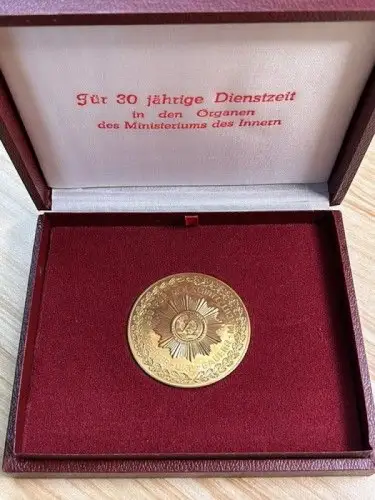 Für 30 jährige Dienstzeit
in den Organen
des Ministeriums des Innern